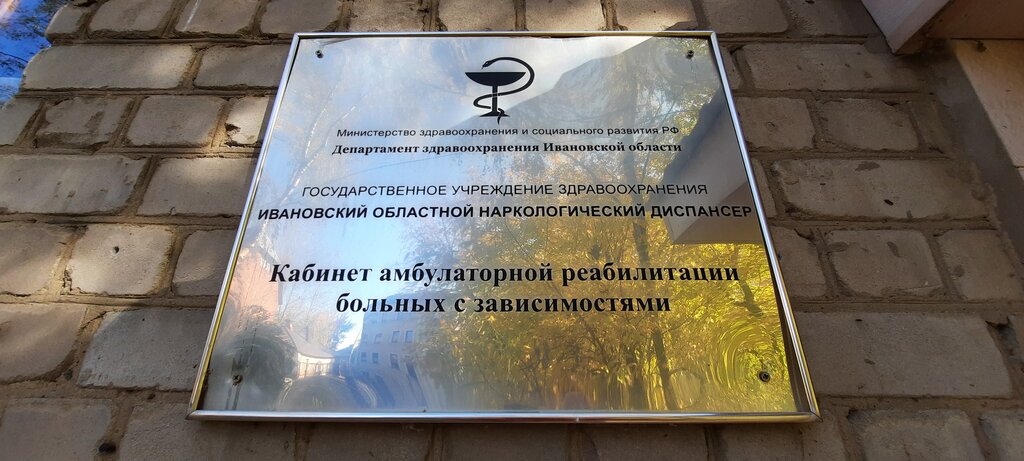 Министерство здравоохранения и социального развития РФ
Департамент здравоохранения Ивановской области
ГОСУДАРСТВЕННОЕ УЧРЕЖДЕНИЕ ЗДРАВООХРАНЕНИЯ
ИВАНОВСКИЙ ОБЛАСТНОЙ НАРКОЛОГИЧЕСКИЙ ДИСПАНСЕР
Кабинет амбулаторной реабилитации
больных с зависимостями